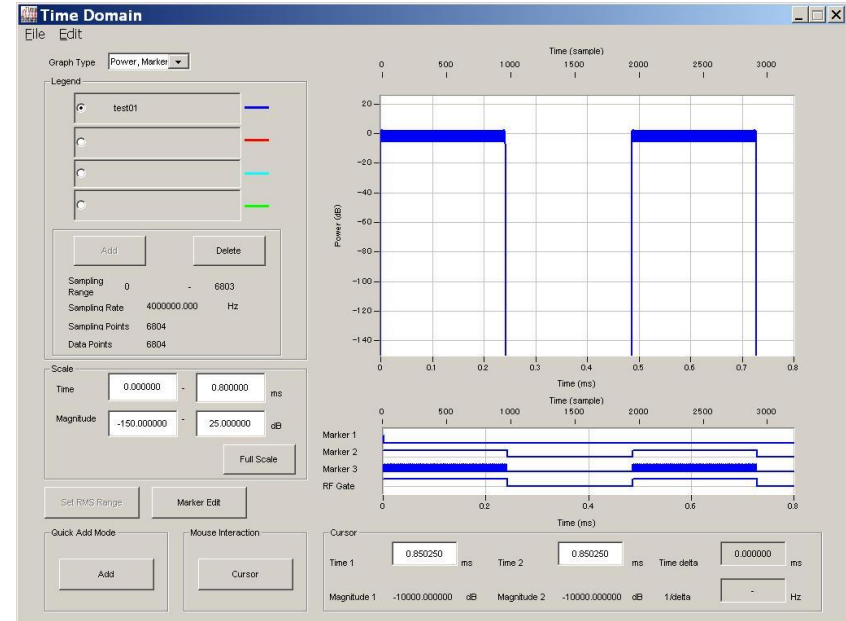 Time Domain
File Edit
Graph Type Power, Marker
Legend
test01
Add Delete
Sampling Range 0 - 6803
Sampling Rate 4000000.000 Hz
Sampling Points 6804
Data Points 6804
Scale
Time 0.000000 - 0.800000 ms
Magnitude -150.000000 - 25.000000 dB
Full Scale
Set RMS Range Marker Edit
Quick Add Mode
Add
Mouse Interaction
Cursor
Time (sample)
0 500 1000 1500 2000 2500 3000
20
0
-20
-40
-60
-80
-100
-120
-140
Power (dB)
0 0.1 0.2 0.3 0.4 0.5 0.6 0.7 0.8
Time (ms)
Time (sample)
0 500 1000 1500 2000 2500 3000
Marker 1
Marker 2
Marker 3
RF Gate
0 0.2 0.4 0.6 0.8
Time (ms)
Cursor
Time 1 0.850250 ms Time 2 0.850250 ms Time delta 0.000000 ms
Magnitude 1 -10000.000000 dB Magnitude 2 -10000.000000 dB 1/delta - Hz